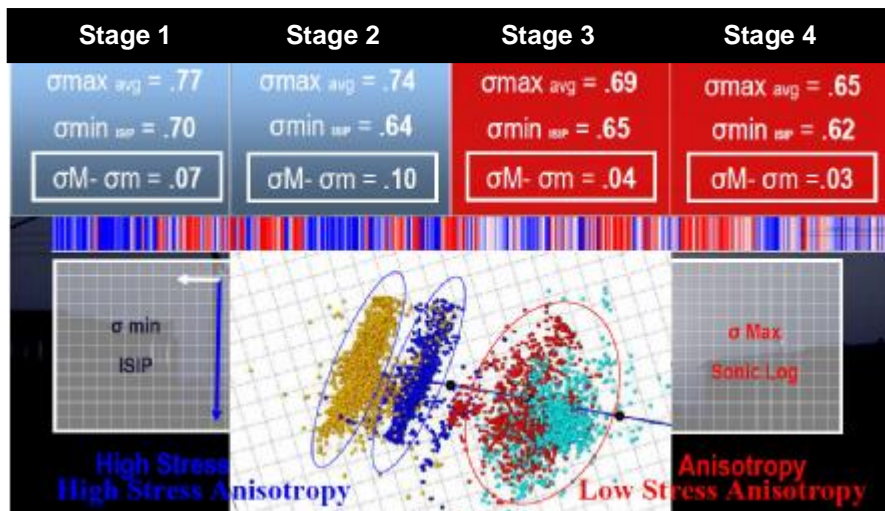 Stage 1 Stage 2 Stage 3 Stage 4
σmax avg = .77 σmax avg = .74 σmax avg = .69 σmax avg = .65
σmin ISIP = .70 σmin ISIP = .64 σmin ISIP = .65 σmin ISIP = .62
σM- σm = .07 σM- σm = .10 σM- σm = .04 σM- σm =.03
σ min σ Max
ISIP Sonic Log
High Stress Anisotropy
High Stress Anisotropy Low Stress Anisotropy